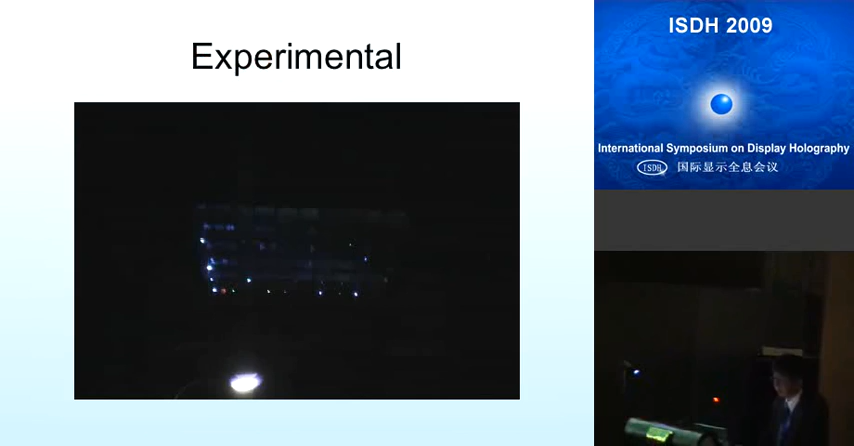 Experimental
ISDH 2009
International Symposium on Display Holography
ISDH 国际显示全息会议